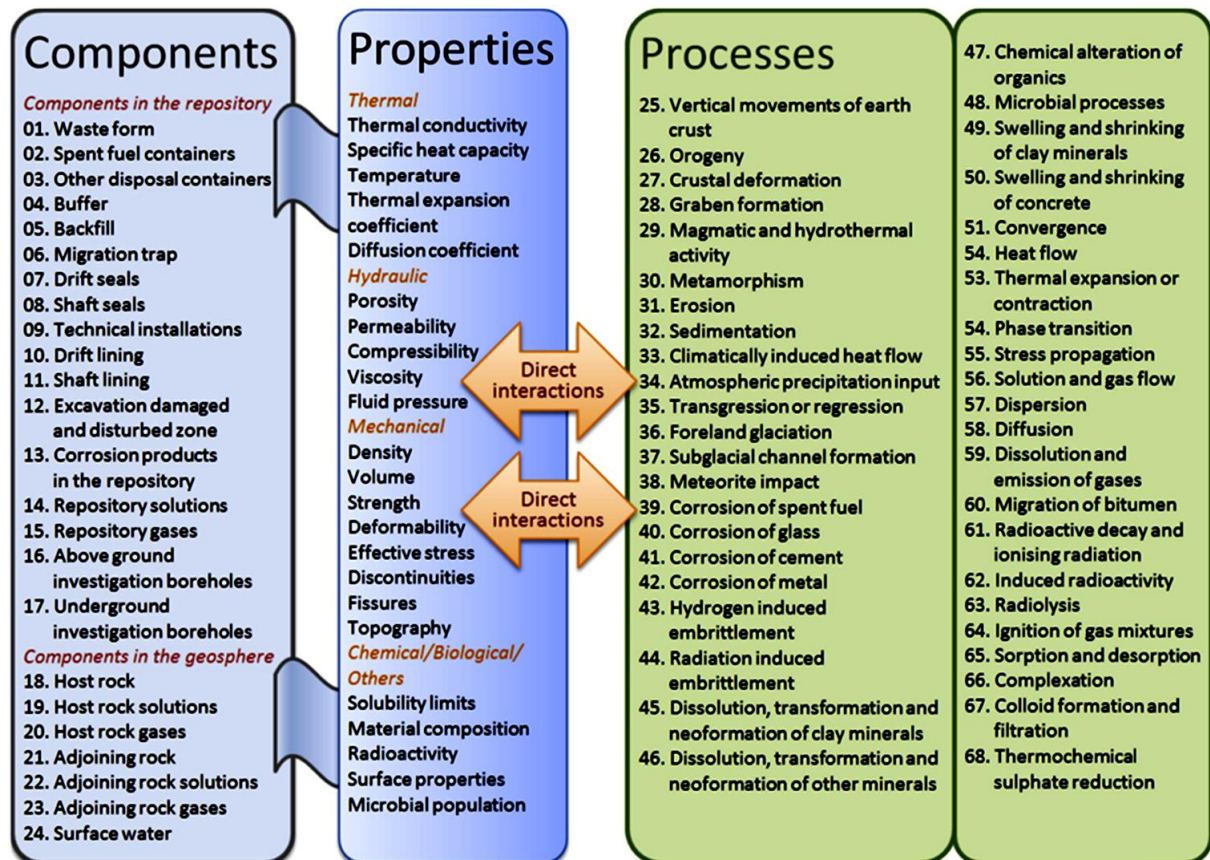 Components
Components in the repository
01. Waste form
02. Spent fuel containers
03. Other disposal containers
04. Buffer
05. Backfill
06. Migration trap
07. Drift seals
08. Shaft seals
09. Technical installations
10. Drift lining
11. Shaft lining
12. Excavation damaged
and disturbed zone
13. Corrosion products
in the repository
14. Repository solutions
15. Repository gases
16. Above ground
investigation boreholes
17. Underground
investigation boreholes
Components in the geosphere
18. Host rock
19. Host rock solutions
20. Host rock gases
21. Adjoining rock
22. Adjoining rock solutions
23. Adjoining rock gases
24. Surface water
Properties
Thermal
Thermal conductivity
Specific heat capacity
Temperature
Thermal expansion
coefficient
Diffusion coefficient
Hydraulic
Porosity
Permeability
Compressibility
Viscosity
Fluid pressure
Mechanical
Density
Volume
Strength
Deformability
Effective stress
Discontinuities
Fissures
Topography
Chemical/Biological/
Others
Solubility limits
Material composition
Radioactivity
Surface properties
Microbial population
Direct
interactions
Direct
interactions
Processes
25. Vertical movements of earth
crust
26. Orogeny
27. Crustal deformation
28. Graben formation
29. Magmatic and hydrothermal
activity
30. Metamorphism
31. Erosion
32. Sedimentation
33. Climatically induced heat flow
34. Atmospheric precipitation input
35. Transgression or regression
36. Foreland glaciation
37. Subglacial channel formation
38. Meteorite impact
39. Corrosion of spent fuel
40. Corrosion of glass
41. Corrosion of cement
42. Corrosion of metal
43. Hydrogen induced
embrittlement
44. Radiation induced
embrittlement
45. Dissolution, transformation and
neoformation of clay minerals
46. Dissolution, transformation and
neoformation of other minerals
47. Chemical alteration of
organics
48. Microbial processes
49. Swelling and shrinking
of clay minerals
50. Swelling and shrinking
of concrete
51. Convergence
54. Heat flow
53. Thermal expansion or
contraction
54. Phase transition
55. Stress propagation
56. Solution and gas flow
57. Dispersion
58. Diffusion
59. Dissolution and
emission of gases
60. Migration of bitumen
61. Radioactive decay and
ionising radiation
62. Induced radioactivity
63. Radiolysis
64. Ignition of gas mixtures
65. Sorption and desorption
66. Complexation
67. Colloid formation and
filtration
68. Thermochemical
sulphate reduction